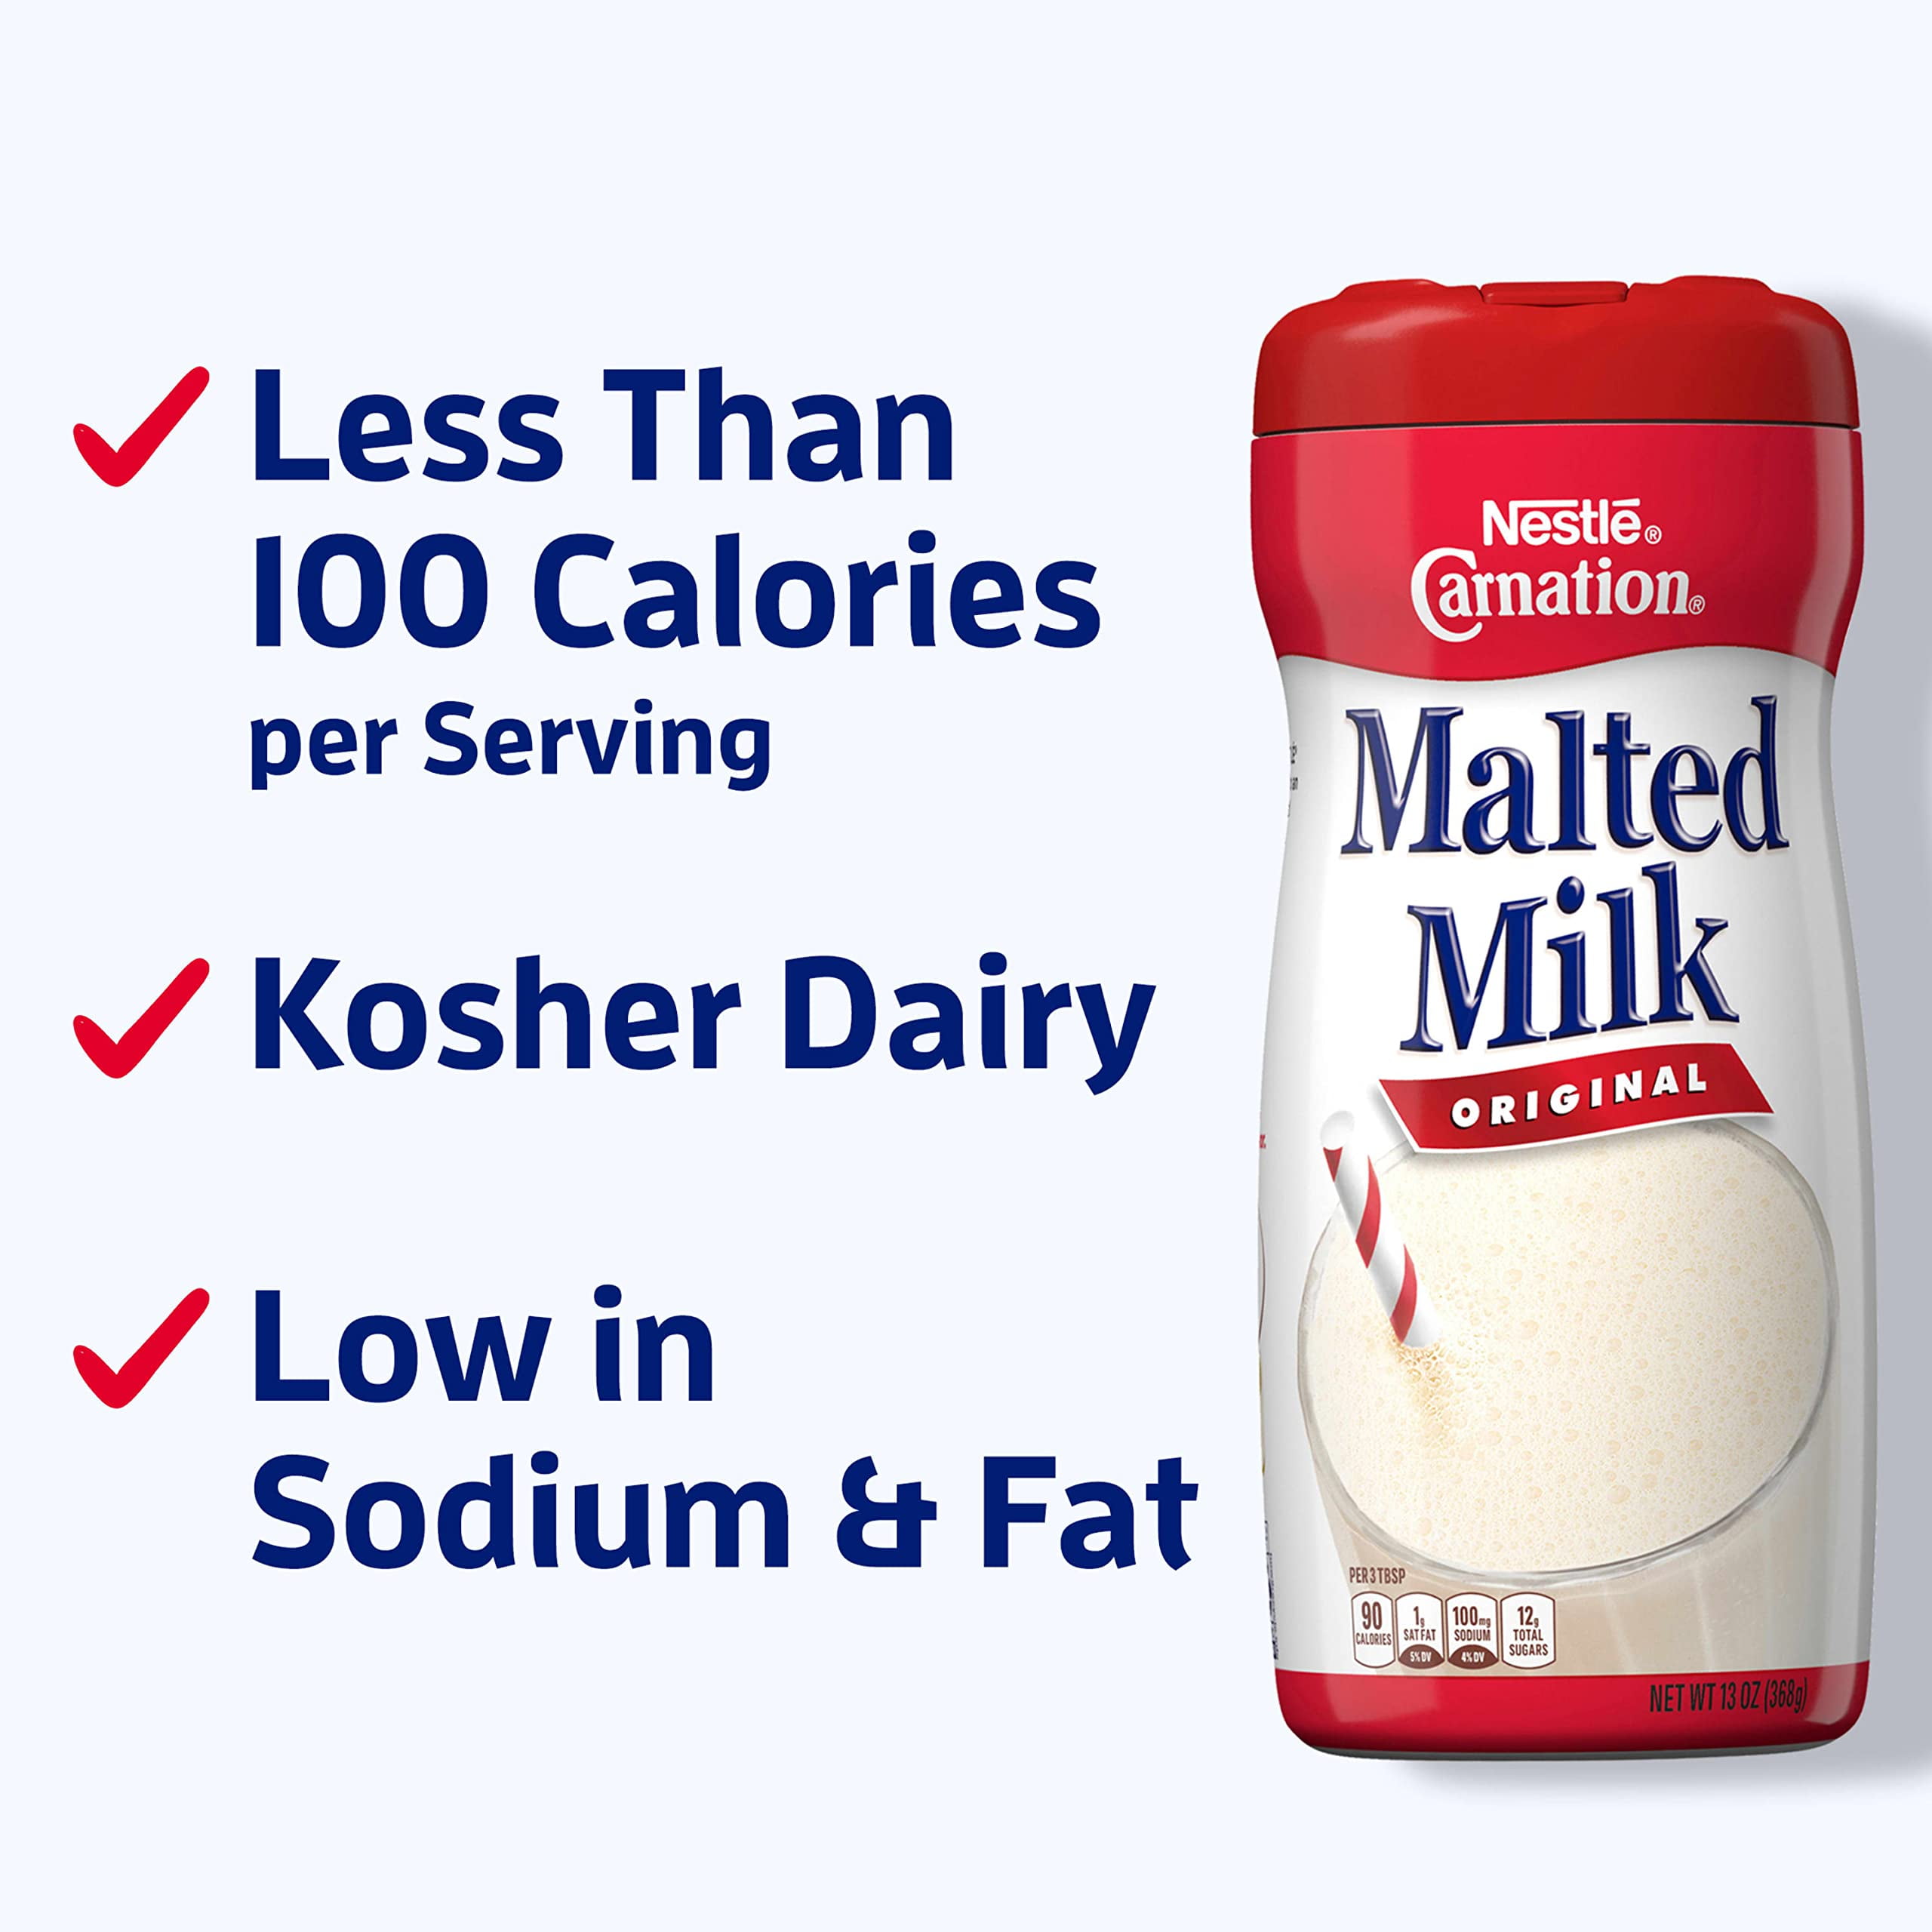 Less Than
100 Calories
per Serving
Kosher Dairy
Low in
Sodium & Fat
Nestlé®
Carnation®
Malted
Milk
ORIGINAL
PER 3 TBSP
90 CALORIES
1g SAT FAT 5% DV
100mg SODIUM 4% DV
12g TOTAL SUGARS
NET WT 13 OZ (368g)